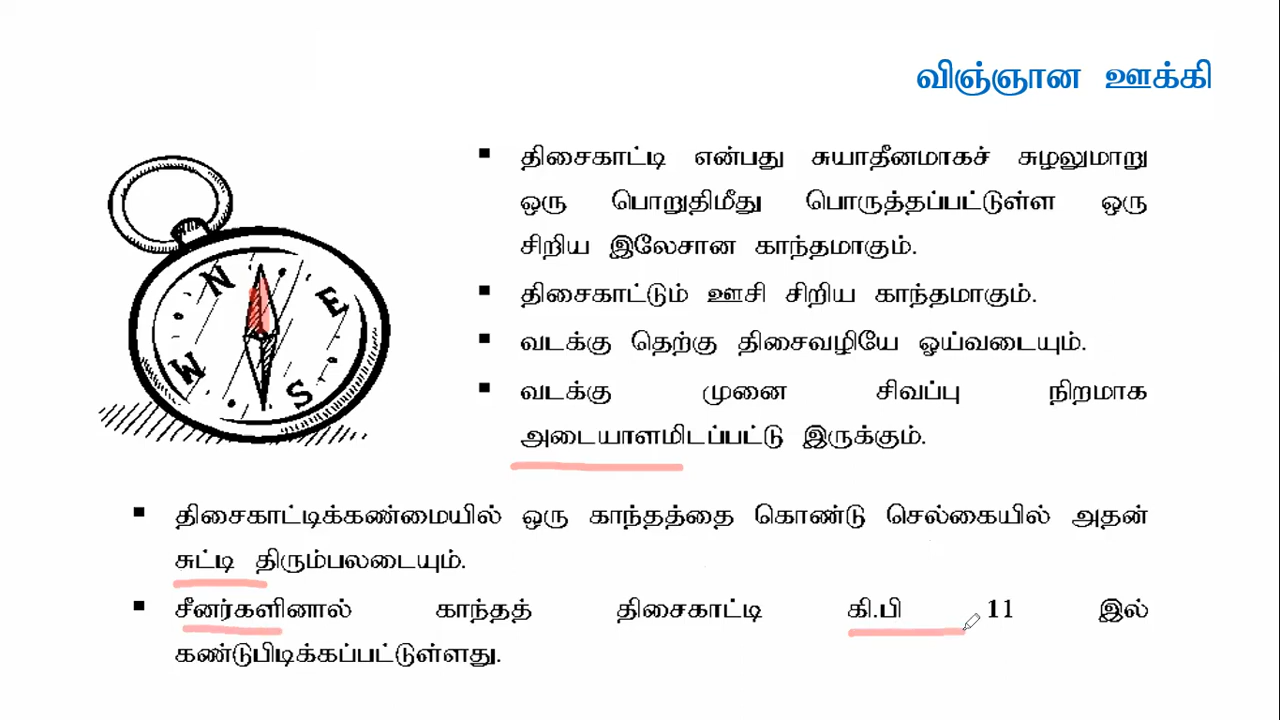 விஞ்ஞான ஊக்கி
▪ திசைகாட்டி என்பது சுயாதீனமாகச் சுழலுமாறு
ஒரு பொறுதிமீது பொருத்தப்பட்டுள்ள ஒரு
சிறிய இலேசான காந்தமாகும்.
▪ திசைகாட்டும் ஊசி சிறிய காந்தமாகும்.
▪ வடக்கு தெற்கு திசைவழியே ஓய்வடையும்.
▪ வடக்கு முனை சிவப்பு நிறமாக
அடையாளமிடப்பட்டு இருக்கும்.
N
E
W
S
▪ திசைகாட்டிக்கண்மையில் ஒரு காந்தத்தை கொண்டு செல்கையில் அதன்
சுட்டி திரும்பலடையும்.
▪ சீனர்களினால் காந்தத் திசைகாட்டி கி.பி 11 இல்
கண்டுபிடிக்கப்பட்டுள்ளது.